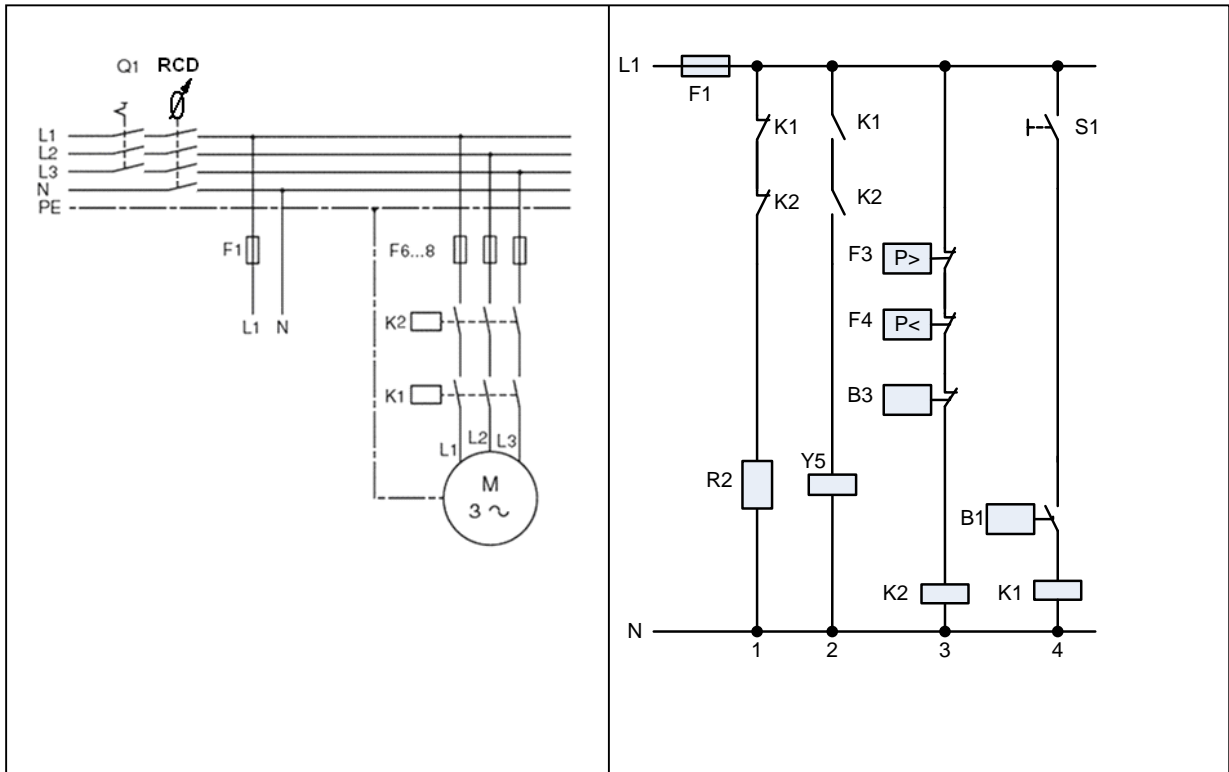 Q1 RCD
L1
L2
L3
N
PE
F1
F6...8
L1 N
K2
K1
L1 L2 L3
M
3 ~
L1
F1
K1 K1 S1
K2 K2
F3 P>
F4 P<
B3
R2 Y5
B1
K2 K1
N
1 2 3 4